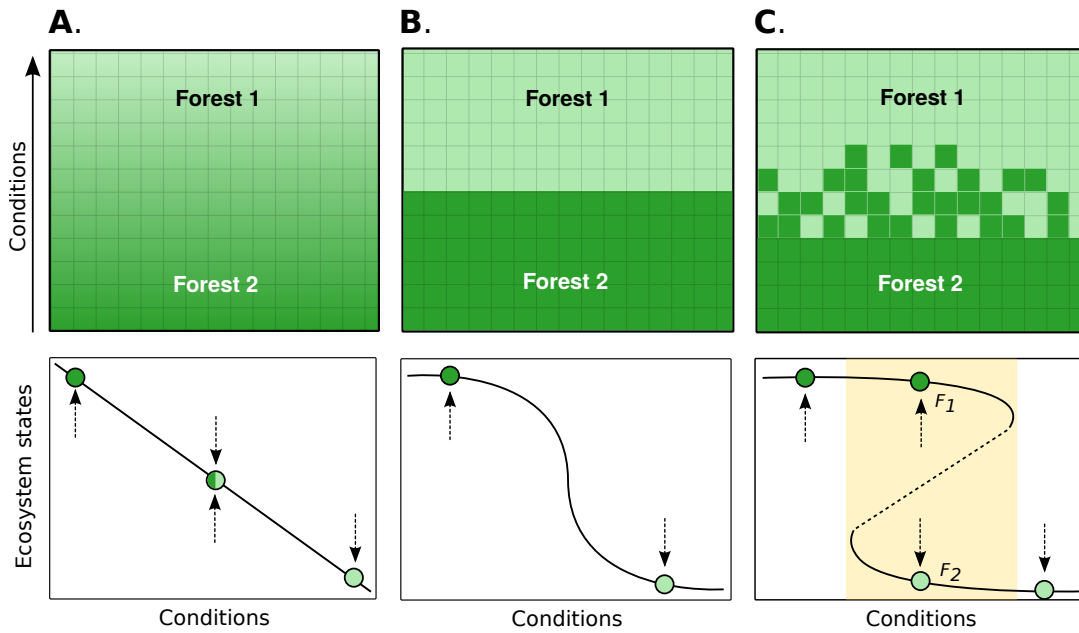 A.
B.
C.
Conditions
Forest 1
Forest 2
Forest 1
Forest 2
Forest 1
Forest 2
Ecosystem states
F1
F2
Conditions
Conditions
Conditions